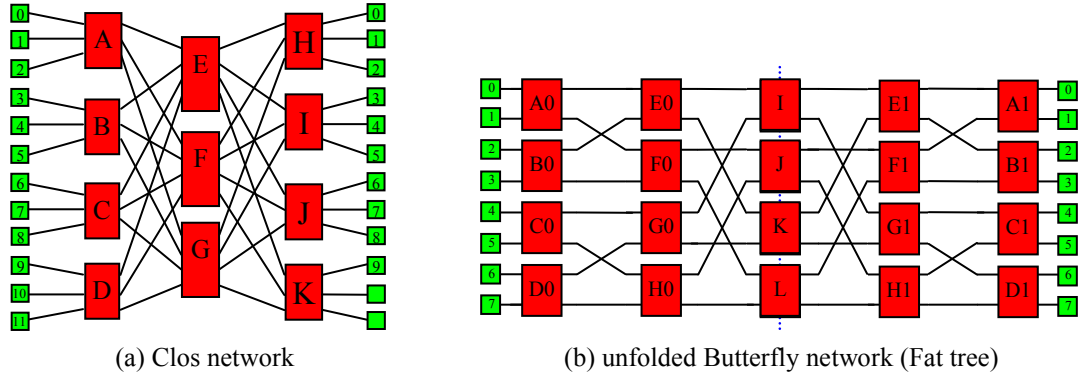 0 A H 0
1 E 1
2 2
3 B I 3
4 F 4
5 5
6 C J 6
7 G 7
8 8
9 D K 9
10
11
0 A0 E0 I E1 A1 0
1 1
2 B0 F0 J F1 B1 2
3 3
4 C0 G0 K G1 C1 4
5 5
6 D0 H0 L H1 D1 6
7 7
(a) Clos network
(b) unfolded Butterfly network (Fat tree)